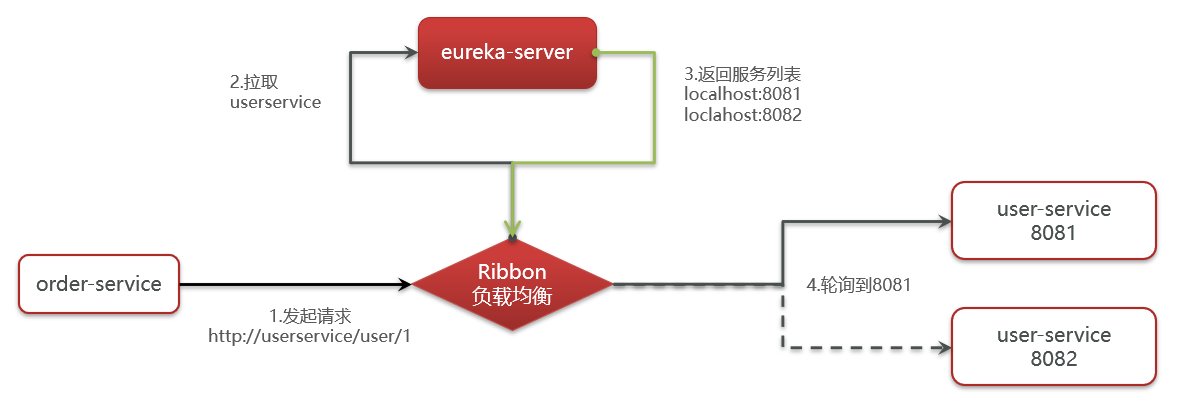 eureka-server
2.拉取
userservice
3.返回服务列表
localhost:8081
loclahost:8082
order-service
1.发起请求
http://userservice/user/1
Ribbon
负载均衡
4.轮询到8081
user-service
8081
user-service
8082